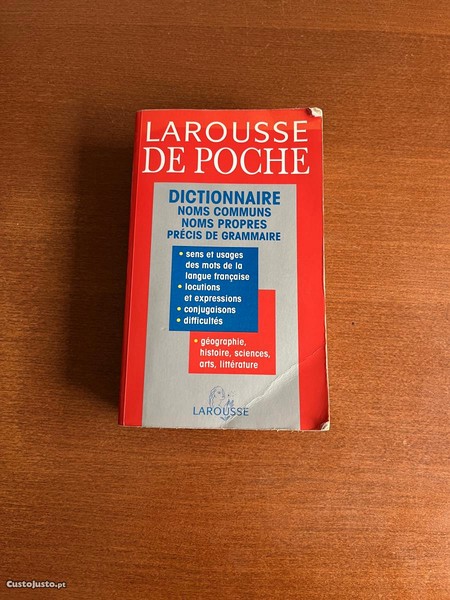 LAROUSSE
DE POCHE
DICTIONNAIRE
NOMS COMMUNS
NOMS PROPRES
PRÉCIS DE GRAMMAIRE
• sens et usages
des mots de la
langue française
• locutions
et expressions
• conjugaisons
• difficultés
• géographie,
histoire, sciences,
arts, littérature
LAROUSSE
CustoJusto.pt